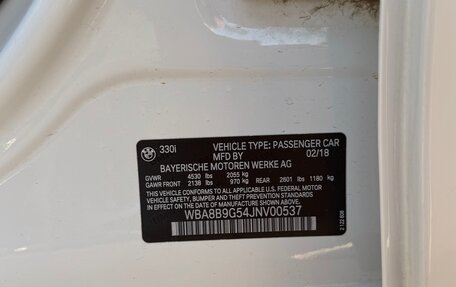 330i VEHICLE TYPE: PASSENGER CAR
MFD BY 02/18
BAYERISCHE MOTOREN WERKE AG
GVWR 4530 lbs 2055 kg
GAWR FRONT 2138 lbs 970 kg REAR 2601 lbs 1180 kg
THIS VEHICLE CONFORMS TO ALL APPLICABLE U.S. FEDERAL MOTOR
VEHICLE SAFETY, BUMPER, AND THEFT PREVENTION STANDARDS IN
EFFECT ON THE DATE OF MANUFACTURE SHOWN ABOVE.
WBA8B9G54JNV00537